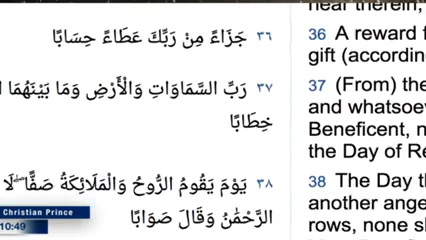 ٣٦ جَزَاءً مِنْ رَبِّكَ عَطَاءً حِسَابًا
٣٧ رَبِّ السَّمَاوَاتِ وَالْأَرْضِ وَمَا بَيْنَهُمَا
خِطَابًا
٣٨ يَوْمَ يَقُومُ الرُّوحُ وَالْمَلَائِكَةُ صَفًّا ۖ لَا
الرَّحْمَٰنُ وَقَالَ صَوَابًا
near therein,
36 A reward
gift (accordin
37 (From) the
and whatsoev
Beneficent, n
the Day of Re
38 The Day t
another ange
rows, none s
Christian Prince
10:49